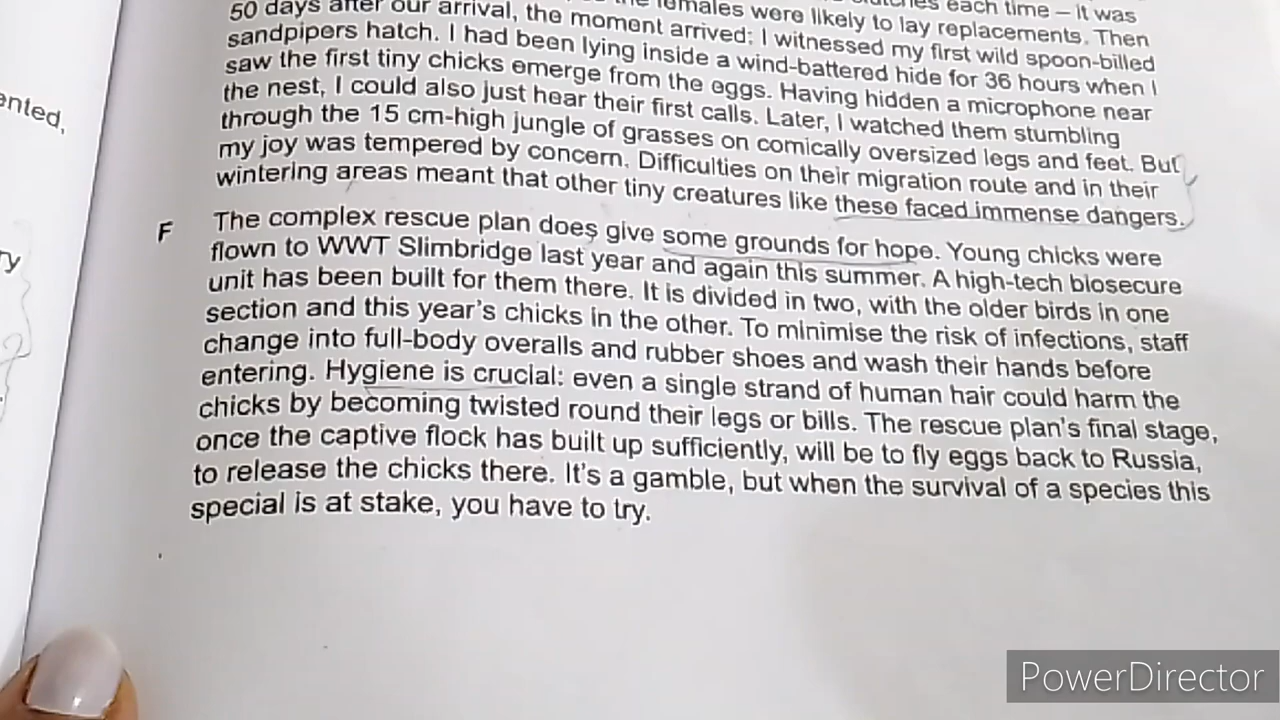 clutches each time – it was
50 days after our arrival, the females were likely to lay replacements. Then
sandpipers hatch. I had been lying inside a wind-battered hide for 36 hours when I
the moment arrived: I witnessed my first wild spoon-billed
saw the first tiny chicks emerge from the eggs. Having hidden a microphone near
the nest, I could also just hear their first calls. Later, I watched them stumbling
through the 15 cm-high jungle of grasses on comically oversized legs and feet. But
my joy was tempered by concern. Difficulties on their migration route and in their
wintering areas meant that other tiny creatures like these faced immense dangers.
F The complex rescue plan does give some grounds for hope. Young chicks were
flown to WWT Slimbridge last year and again this summer. A high-tech biosecure
unit has been built for them there. It is divided in two, with the older birds in one
section and this year's chicks in the other. To minimise the risk of infections, staff
change into full-body overalls and rubber shoes and wash their hands before
entering. Hygiene is crucial: even a single strand of human hair could harm the
chicks by becoming twisted round their legs or bills. The rescue plan's final stage,
once the captive flock has built up sufficiently, will be to fly eggs back to Russia,
to release the chicks there. It's a gamble, but when the survival of a species this
special is at stake, you have to try.
ented,
ry
PowerDirector